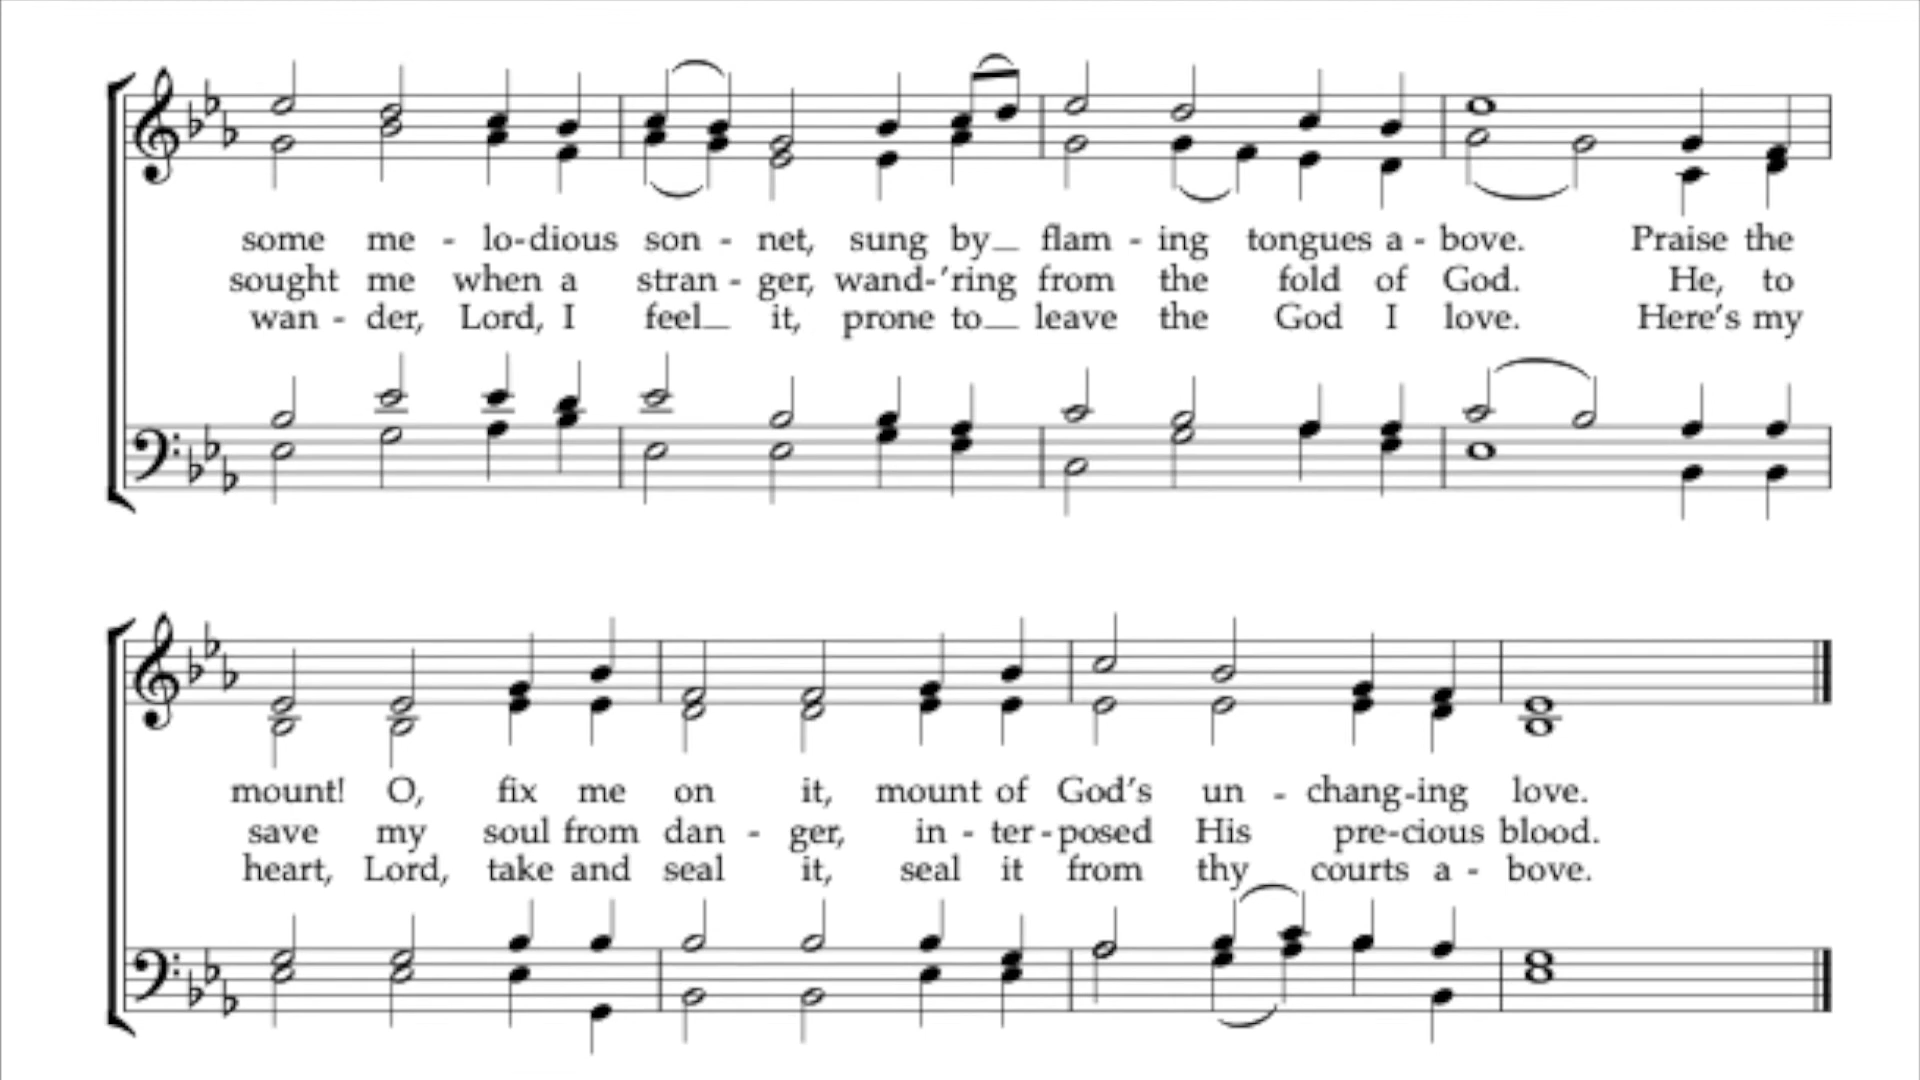 some me - lo-dious son - net, sung by_ flam - ing tongues a - bove. Praise the
sought me when a stran - ger, wand-'ring from the fold of God. He, to
wan - der, Lord, I feel_ it, prone to_ leave the God I love. Here's my
mount! O, fix me on it, mount of God's un - chang-ing love.
save my soul from dan - ger, in - ter-posed His pre-cious blood.
heart, Lord, take and seal it, seal it from thy courts a - bove.